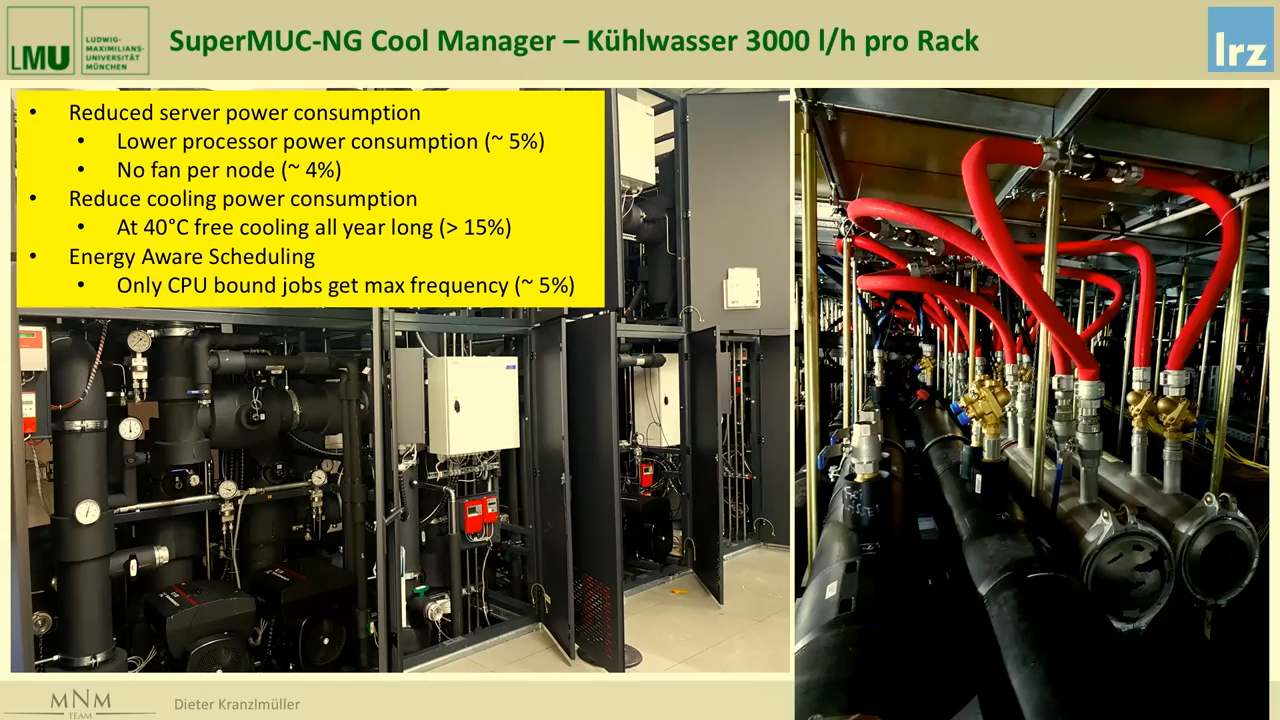 LMU
LUDWIG-
MAXIMILIANS-
UNIVERSITÄT
MÜNCHEN
SuperMUC-NG Cool Manager – Kühlwasser 3000 l/h pro Rack
lrz
• Reduced server power consumption
• Lower processor power consumption (~ 5%)
• No fan per node (~ 4%)
• Reduce cooling power consumption
• At 40°C free cooling all year long (> 15%)
• Energy Aware Scheduling
• Only CPU bound jobs get max frequency (~ 5%)
MNM
TEAM
Dieter Kranzlmüller